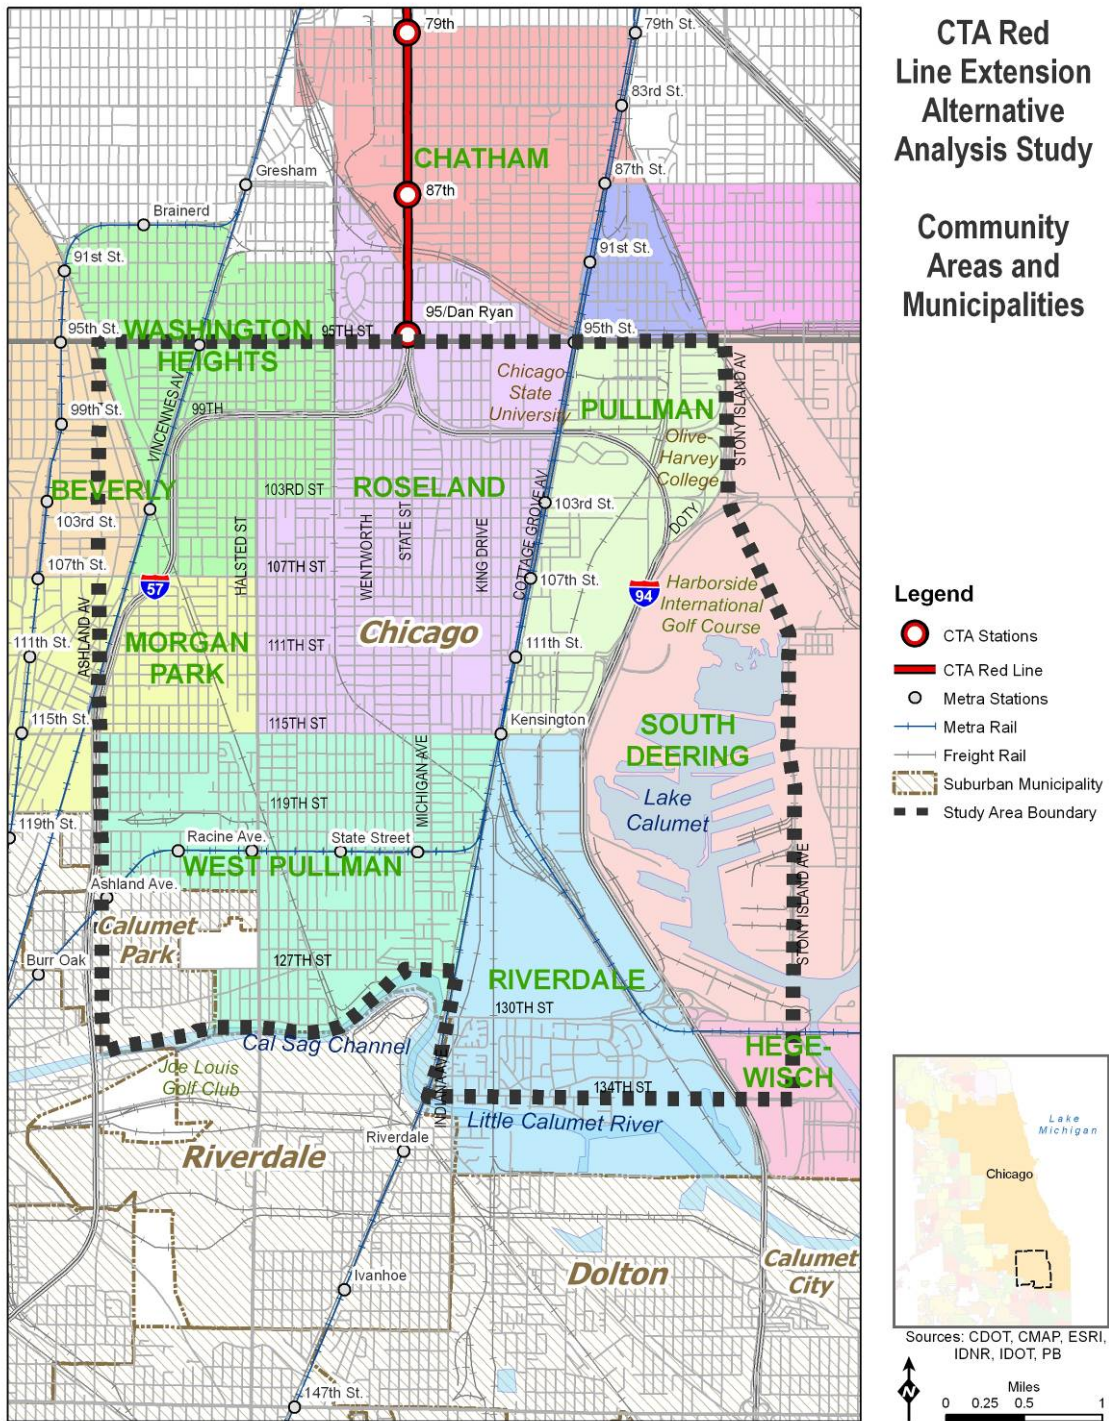 CTA Red
Line Extension
Alternative
Analysis Study
Community
Areas and
Municipalities
79th
79th St.
83rd St.
CHATHAM
Gresham
87th
87th St.
Brainerd
91st St.
91st St.
95/Dan Ryan
95th St.
WASHINGTON
HEIGHTS
95TH ST
95th St.
Chicago
State
University
PULLMAN
STONY ISLAND AV
VINCENNES AV
99TH
99th St.
Olive-
Harvey
College
BEVERLY
103RD ST
ROSELAND
103rd St.
103rd St.
DOTY
HALSTED ST
WENTWORTH
STATE ST
KING DRIVE
COTTAGE GROVE AV
107TH ST
107th St.
107th St.
57
94
Harborside
International
Golf Course
ASHLAND AV
MORGAN
PARK
111TH ST
Chicago
111th St.
111th St.
115th St.
115TH ST
Kensington
SOUTH
DEERING
MICHIGAN AVE
119TH ST
Lake
Calumet
119th St.
Racine Ave.
State Street
WEST PULLMAN
Ashland Ave.
STONY ISLAND AVE
Calumet
Park
Burr Oak
127TH ST
RIVERDALE
130TH ST
Cal Sag Channel
HEGE-
WISCH
Joe Louis
Golf Club
INDIANA AVE
134TH ST
Little Calumet River
Riverdale
Riverdale
Dolton
Calumet
City
Ivanhoe
147th St.
Legend
CTA Stations
CTA Red Line
Metra Stations
Metra Rail
Freight Rail
Suburban Municipality
Study Area Boundary
Lake
Michigan
Chicago
Sources: CDOT, CMAP, ESRI,
IDNR, IDOT, PB
N
Miles
0 0.25 0.5 1